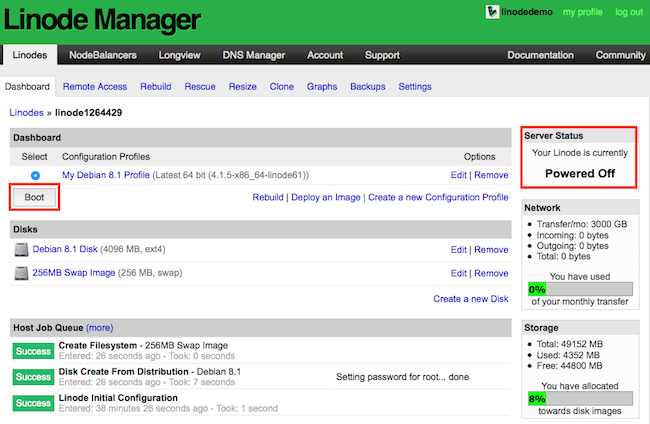 Linode Manager
linodedemo my profile log out
Linodes NodeBalancers Longview DNS Manager Account Support Documentation Community
Dashboard Remote Access Rebuild Rescue Resize Clone Graphs Backups Settings
Linodes » linode1264429
Dashboard
Select Configuration Profiles Options
My Debian 8.1 Profile (Latest 64 bit (4.1.5-x86_64-linode61)) Edit | Remove
Boot Rebuild | Deploy an Image | Create a new Configuration Profile
Disks
Debian 8.1 Disk (4096 MB, ext4) Edit | Remove
256MB Swap Image (256 MB, swap) Edit | Remove
Create a new Disk
Host Job Queue (more)
Success Create Filesystem - 256MB Swap Image
Entered: 26 seconds ago - Took: 0 seconds
Success Disk Create From Distribution - Debian 8.1 Setting password for root... done
Entered: 26 seconds ago - Took: 7 seconds
Success Linode Initial Configuration
Entered: 38 minutes 26 seconds ago - Took: 1 second
Server Status
Your Linode is currently
Powered Off
Network
Transfer/mo: 3000 GB
Incoming: 0 bytes
Outgoing: 0 bytes
Total: 0 bytes
You have used
0%
of your monthly transfer
Storage
Total: 49152 MB
Used: 4352 MB
Free: 44800 MB
You have allocated
8%
towards disk images